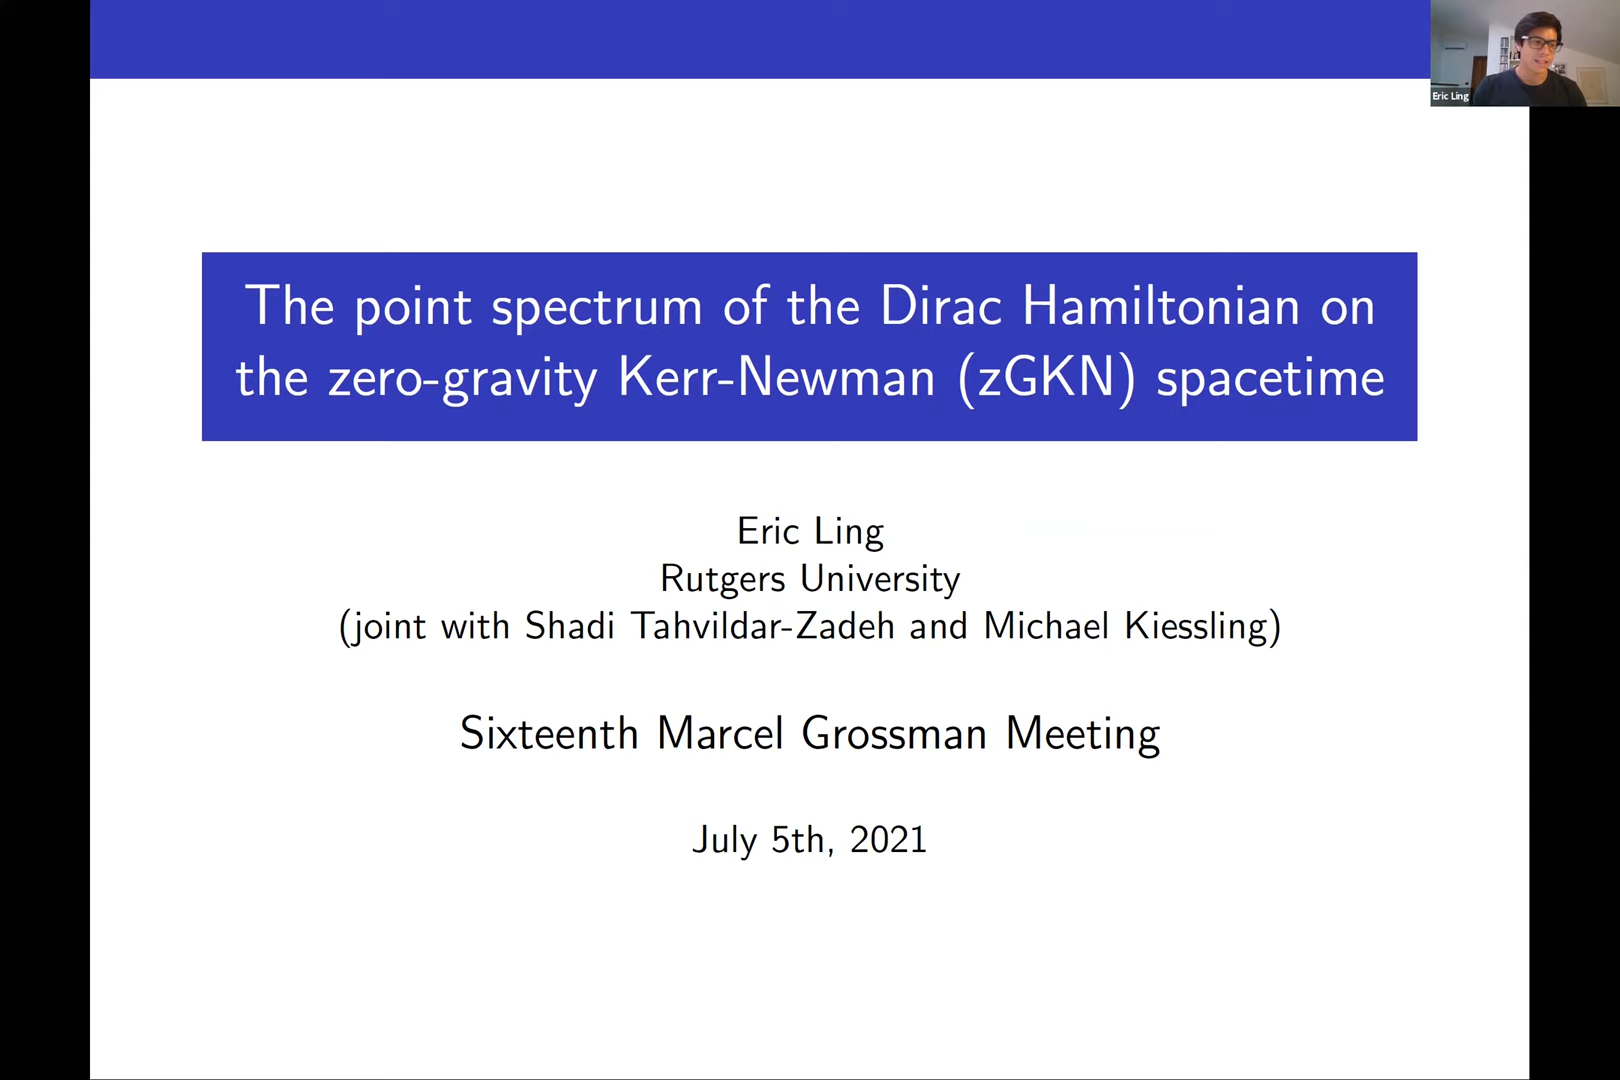 Eric Ling
The point spectrum of the Dirac Hamiltonian on
the zero-gravity Kerr-Newman (zGKN) spacetime
Eric Ling
Rutgers University
(joint with Shadi Tahvildar-Zadeh and Michael Kiessling)
Sixteenth Marcel Grossman Meeting
July 5th, 2021